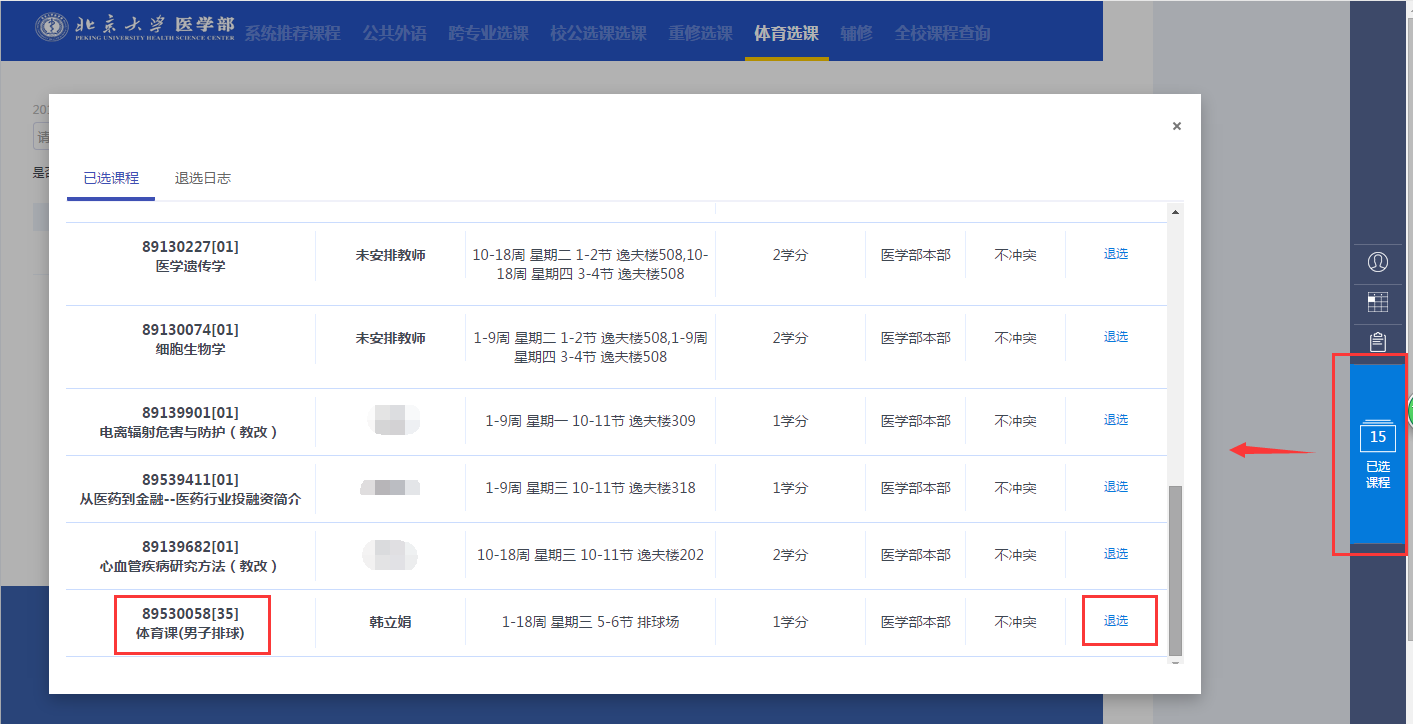 北京大学 医学部
PEKING UNIVERSITY HEALTH SCIENCE CENTER
系统推荐课程 公共外语 跨专业选课 校公选课选课 重修选课 体育选课 辅修 全校课程查询
请
×
已选课程 退选日志
89130227[01]
医学遗传学
未安排教师
10-18周 星期二 1-2节 逸夫楼508,10-
18周 星期四 3-4节 逸夫楼508
2学分
医学部本部
不冲突
退选
89130074[01]
细胞生物学
未安排教师
1-9周 星期二 1-2节 逸夫楼508,1-9周
星期四 3-4节 逸夫楼508
2学分
医学部本部
不冲突
退选
89139901[01]
电离辐射危害与防护（教改）
1-9周 星期一 10-11节 逸夫楼309
1学分
医学部本部
不冲突
退选
89539411[01]
从医药到金融--医药行业投融资简介
1-9周 星期三 10-11节 逸夫楼318
1学分
医学部本部
不冲突
退选
89139682[01]
心血管疾病研究方法（教改）
10-18周 星期三 10-11节 逸夫楼202
2学分
医学部本部
不冲突
退选
89530058[35]
体育课(男子排球)
韩立娟
1-18周 星期三 5-6节 排球场
1学分
医学部本部
不冲突
退选
15
已选
课程